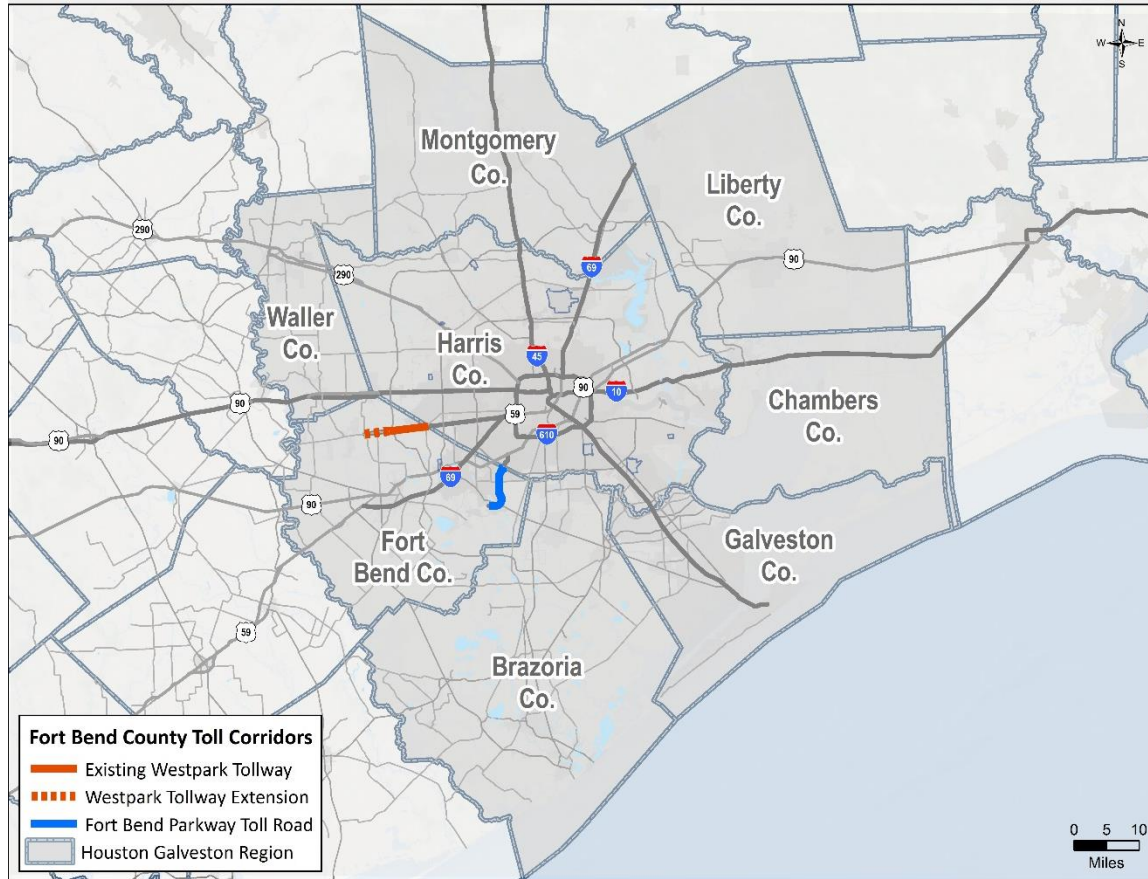 N
W E
S
Montgomery
Co.
Liberty
Co.
290
90
69
290
Waller
Co.
Harris
Co.
45
90
10
90
59
Chambers
Co.
90
610
69
90
Fort
Bend Co.
Galveston
Co.
59
Brazoria
Co.
Fort Bend County Toll Corridors
Existing Westpark Tollway
Westpark Tollway Extension
Fort Bend Parkway Toll Road
Houston Galveston Region
0 5 10
Miles